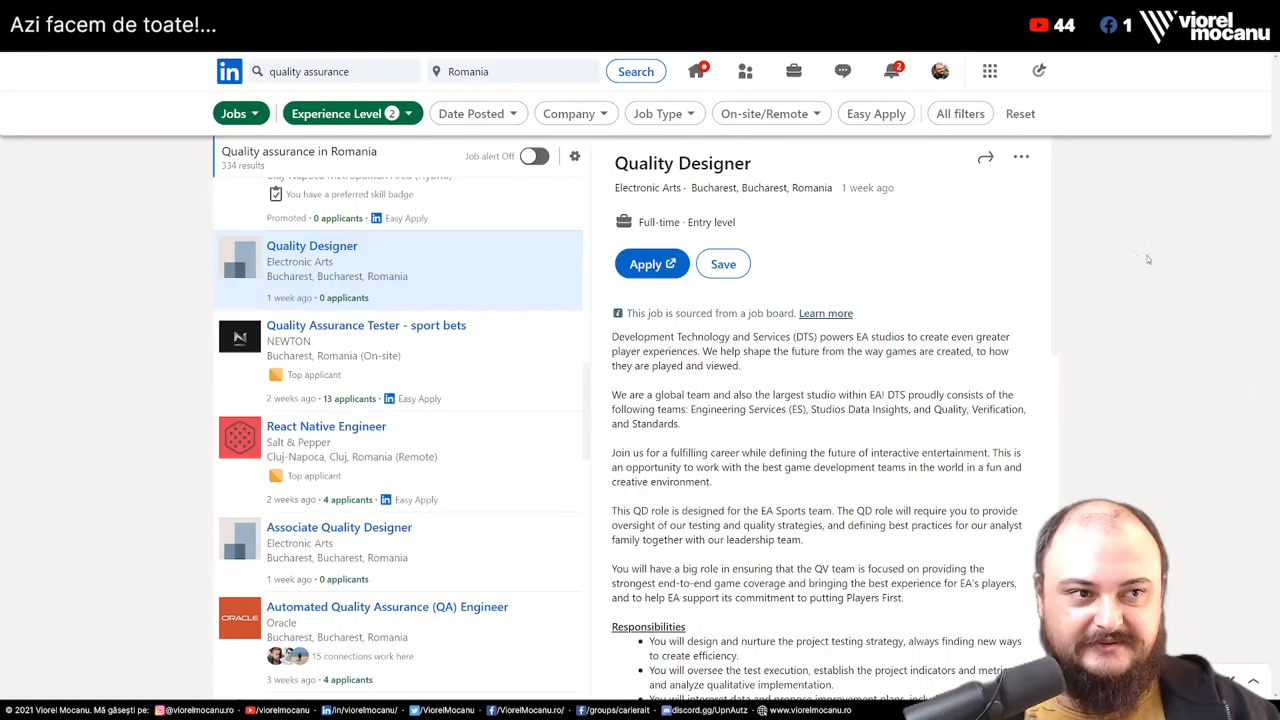 Azi facem de toate!...
44
1
viorel mocanu
in
quality assurance
Romania
Search
2
Jobs
Experience Level 2
Date Posted
Company
Job Type
On-site/Remote
Easy Apply
All filters
Reset
Quality assurance in Romania
334 results
Job alert Off
You have a preferred skill badge
Promoted · 0 applicants · in Easy Apply
Quality Designer
Electronic Arts
Bucharest, Bucharest, Romania
1 week ago · 0 applicants
Quality Assurance Tester - sport bets
NEWTON
Bucharest, Romania (On-site)
Top applicant
2 weeks ago · 13 applicants · in Easy Apply
React Native Engineer
Salt & Pepper
Cluj-Napoca, Cluj, Romania (Remote)
Top applicant
2 weeks ago · 4 applicants · in Easy Apply
Associate Quality Designer
Electronic Arts
Bucharest, Bucharest, Romania
1 week ago · 0 applicants
ORACLE
Automated Quality Assurance (QA) Engineer
Oracle
Bucharest, Bucharest, Romania
15 connections work here
3 weeks ago · 4 applicants
Quality Designer
Electronic Arts · Bucharest, Bucharest, Romania 1 week ago
Full-time · Entry level
Apply
Save
This job is sourced from a job board. Learn more
Development Technology and Services (DTS) powers EA studios to create even greater
player experiences. We help shape the future from the way games are created, to how
they are played and viewed.
We are a global team and also the largest studio within EA! DTS proudly consists of the
following teams: Engineering Services (ES), Studios Data Insights, and Quality, Verification,
and Standards.
Join us for a fulfilling career while defining the future of interactive entertainment. This is
an opportunity to work with the best game development teams in the world in a fun and
creative environment.
This QD role is designed for the EA Sports team. The QD role will require you to provide
oversight of our testing and quality strategies, and defining best practices for our analyst
family together with our leadership team.
You will have a big role in ensuring that the QV team is focused on providing the
strongest end-to-end game coverage and bringing the best experience for EA's players,
and to help EA support its commitment to putting Players First.
Responsibilities
You will design and nurture the project testing strategy, always finding new ways
to create efficiency.
You will oversee the test execution, establish the project indicators and metri
and analyze qualitative implementation.
© 2021 Viorel Mocanu. Mă găsești pe: @viorelmocanu.ro /viorelmocanu /in/viorelmocanu/ /ViorelMocanu /ViorelMocanu.ro/ /groups/carierait discord.gg/UpnAutz www.viorelmocanu.ro